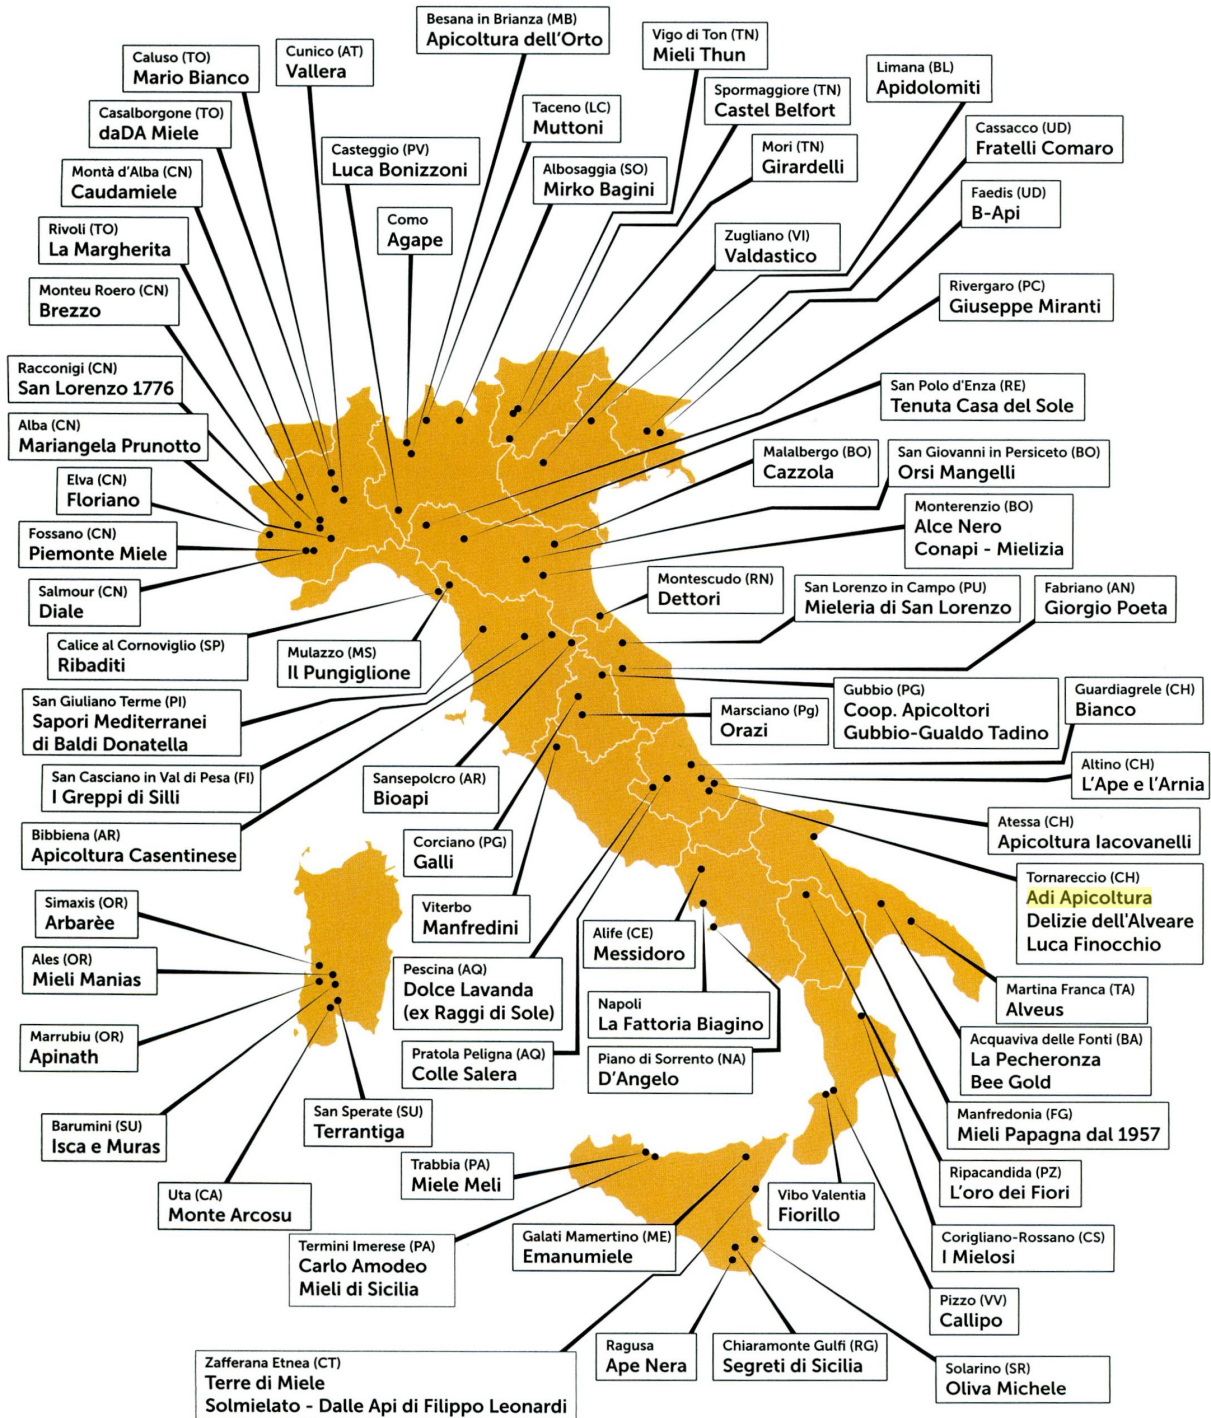 Besana in Brianza (MB)
Apicoltura dell'Orto
Vigo di Ton (TN)
Mieli Thun
Cunico (AT)
Vallera
Caluso (TO)
Mario Bianco
Limana (BL)
Apidolomiti
Spormaggiore (TN)
Castel Belfort
Taceno (LC)
Muttoni
Casalborgone (TO)
daDA Miele
Cassacco (UD)
Fratelli Comaro
Mori (TN)
Girardelli
Casteggio (PV)
Luca Bonizzoni
Albosaggia (SO)
Mirko Bagini
Montà d'Alba (CN)
Caudamiele
Faedis (UD)
B-Api
Como
Agape
Rivoli (TO)
La Margherita
Zugliano (VI)
Valdastico
Monteu Roero (CN)
Brezzo
Rivergaro (PC)
Giuseppe Miranti
Racconigi (CN)
San Lorenzo 1776
San Polo d'Enza (RE)
Tenuta Casa del Sole
Alba (CN)
Mariangela Prunotto
Malalbergo (BO)
Cazzola
San Giovanni in Persiceto (BO)
Orsi Mangelli
Elva (CN)
Floriano
Monterenzio (BO)
Alce Nero
Conapi - Mielizia
Fossano (CN)
Piemonte Miele
Salmour (CN)
Diale
Montescudo (RN)
Dettori
San Lorenzo in Campo (PU)
Mieleria di San Lorenzo
Fabriano (AN)
Giorgio Poeta
Calice al Cornoviglio (SP)
Ribaditi
Mulazzo (MS)
Il Pungiglione
San Giuliano Terme (PI)
Sapori Mediterranei
di Baldi Donatella
Marsciano (Pg)
Orazi
Gubbio (PG)
Coop. Apicoltori
Gubbio-Gualdo Tadino
Guardiagrele (CH)
Bianco
San Casciano in Val di Pesa (FI)
I Greppi di Silli
Sansepolcro (AR)
Bioapi
Altino (CH)
L'Ape e l'Arnia
Bibbiena (AR)
Apicoltura Casentinese
Corciano (PG)
Galli
Atessa (CH)
Apicoltura Iacovanelli
Tornareccio (CH)
Adi Apicoltura
Delizie dell'Alveare
Luca Finocchio
Simaxis (OR)
Arbarèe
Viterbo
Manfredini
Alife (CE)
Messidoro
Ales (OR)
Mieli Manias
Pescina (AQ)
Dolce Lavanda
(ex Raggi di Sole)
Martina Franca (TA)
Alveus
Napoli
La Fattoria Biagino
Marrubiu (OR)
Apinath
Acquaviva delle Fonti (BA)
La Pecheronza
Bee Gold
Pratola Peligna (AQ)
Colle Salera
Piano di Sorrento (NA)
D'Angelo
Barumini (SU)
Isca e Muras
San Sperate (SU)
Terrantiga
Manfredonia (FG)
Mieli Papagna dal 1957
Trabbia (PA)
Miele Meli
Ripacandida (PZ)
L'oro dei Fiori
Uta (CA)
Monte Arcosu
Vibo Valentia
Fiorillo
Termini Imerese (PA)
Carlo Amodeo
Mieli di Sicilia
Galati Mamertino (ME)
Emanumiele
Corigliano-Rossano (CS)
I Mielosi
Pizzo (VV)
Callipo
Ragusa
Ape Nera
Chiaramonte Gulfi (RG)
Segreti di Sicilia
Zafferana Etnea (CT)
Terre di Miele
Solmielato - Dalle Api di Filippo Leonardi
Solarino (SR)
Oliva Michele